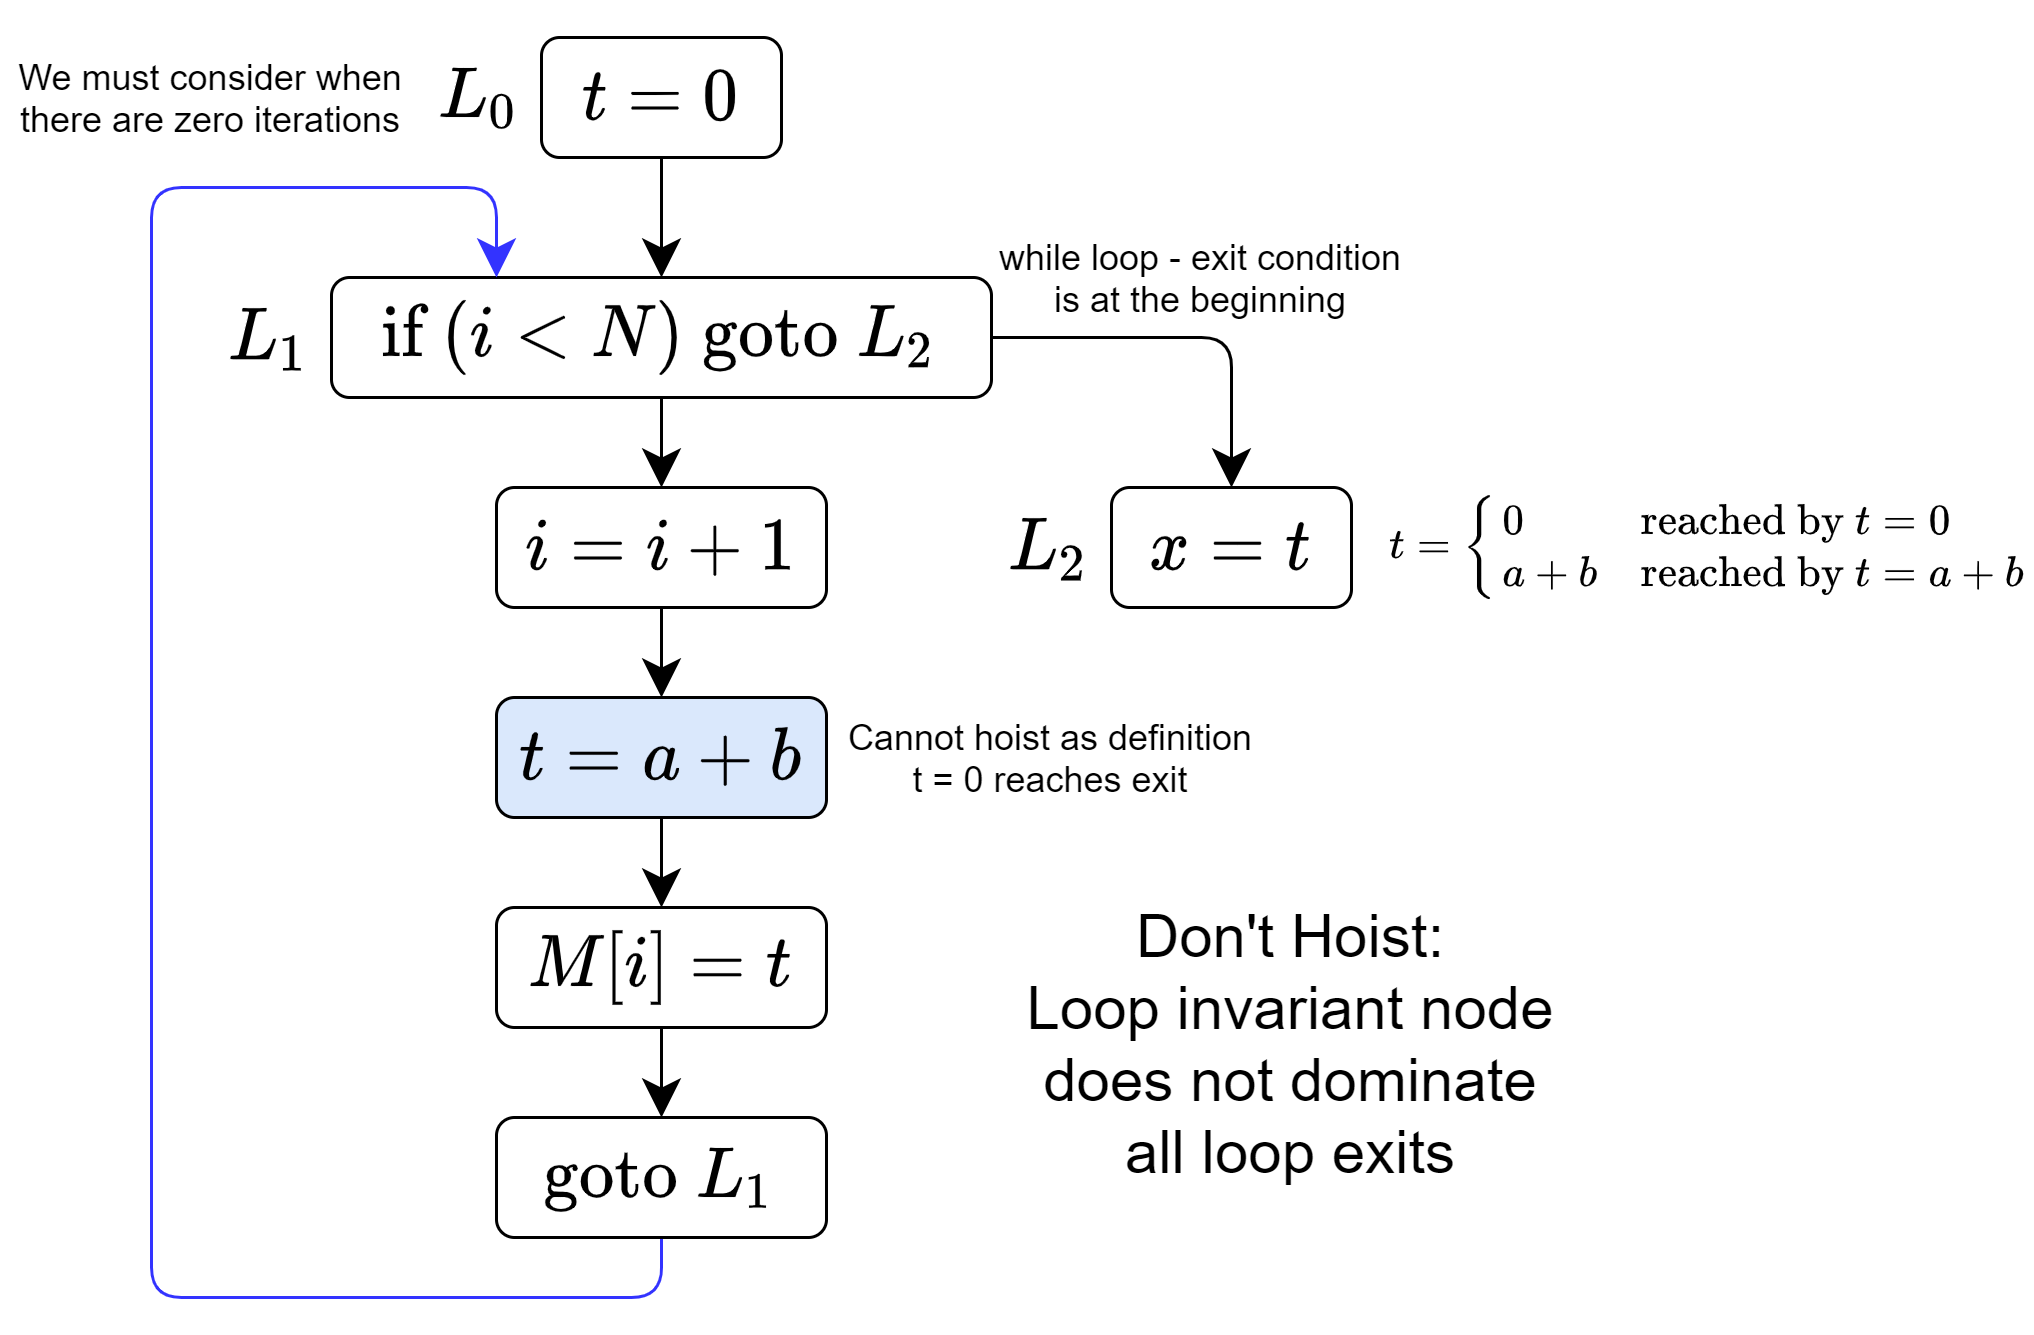 We must consider when
there are zero iterations
L₀
t = 0
while loop - exit condition
is at the beginning
L₁
if (i < N) goto L₂
i = i + 1
L₂
x = t
t = { 0 reached by t = 0
a + b reached by t = a + b
t = a + b
Cannot hoist as definition
t = 0 reaches exit
M[i] = t
Don't Hoist:
Loop invariant node
does not dominate
all loop exits
goto L₁